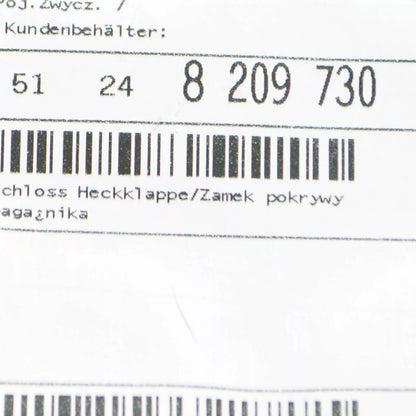 Poj.Zwycz. /
Kundenbehälter:
51 24 8 209 730
chloss Heckklappe/Zamek pokrywy
aga¿nika